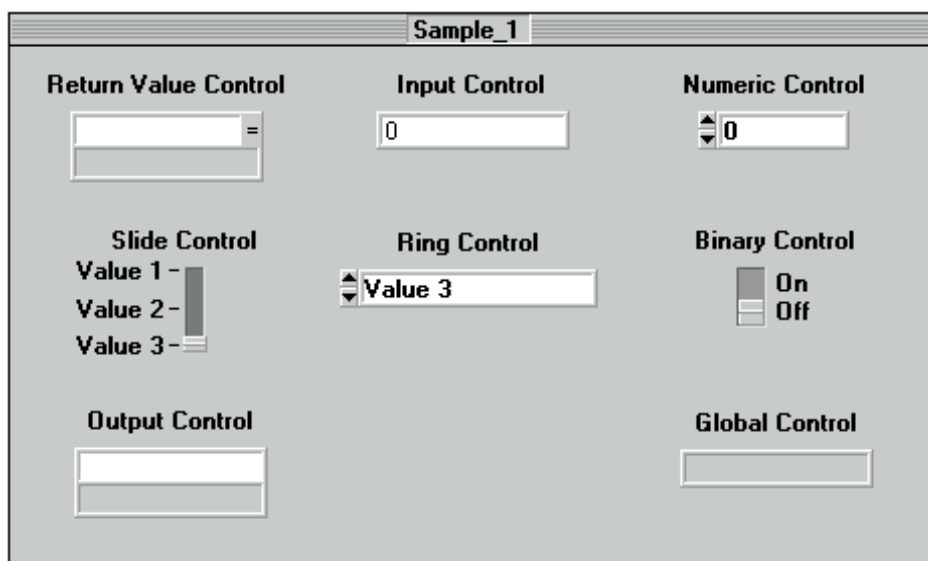 Sample_1
Return Value Control
=
Input Control
0
Numeric Control
0
Slide Control
Value 1
Value 2
Value 3
Ring Control
Value 3
Binary Control
On
Off
Output Control
Global Control